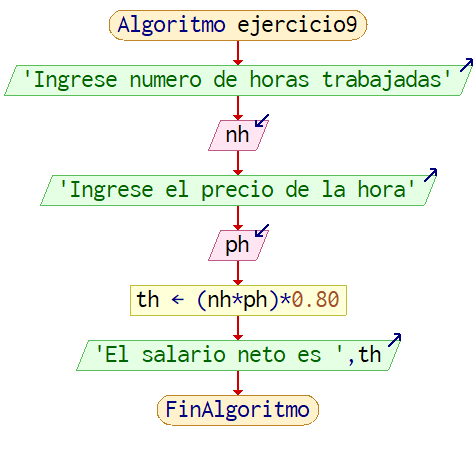 Algoritmo ejercicio9
'Ingrese numero de horas trabajadas'
nh
'Ingrese el precio de la hora'
ph
th ← (nh*ph)*0.80
'El salario neto es ',th
FinAlgoritmo